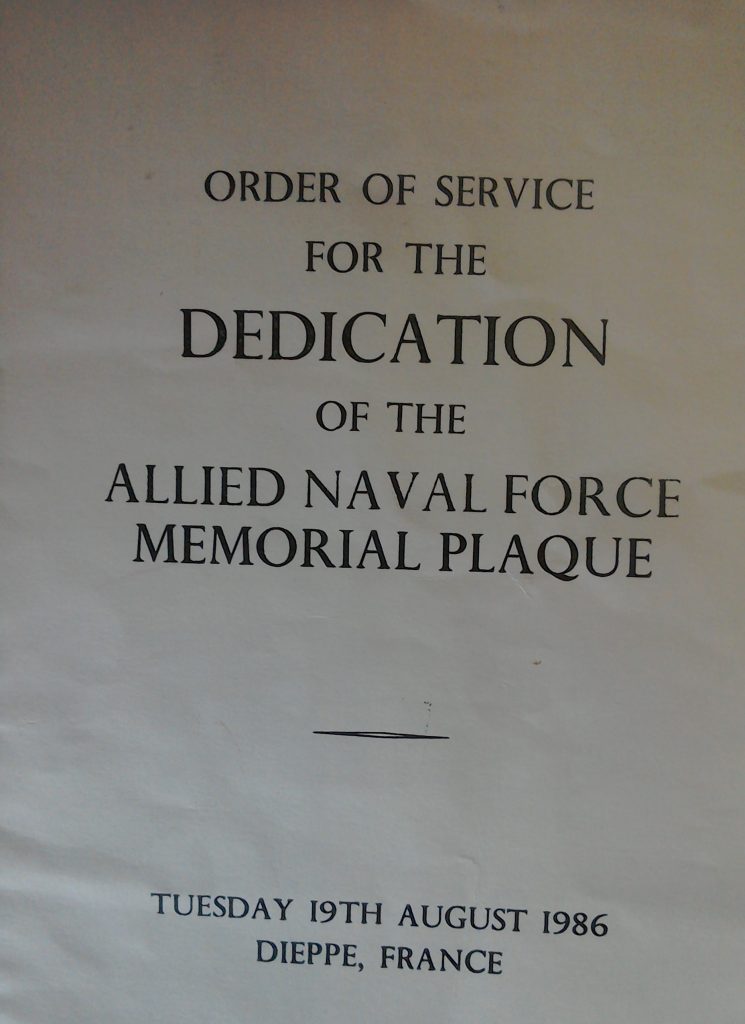 ORDER OF SERVICE
FOR THE
DEDICATION
OF THE
ALLIED NAVAL FORCE
MEMORIAL PLAQUE
TUESDAY 19TH AUGUST 1986
DIEPPE, FRANCE